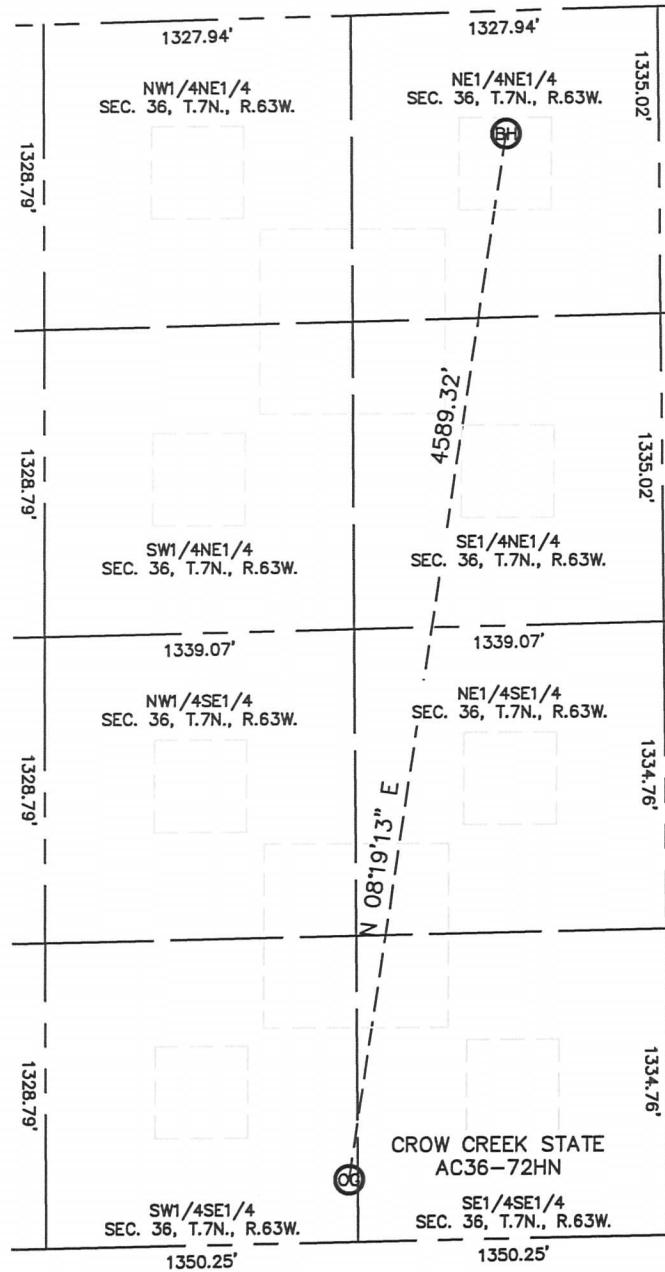 1327.94'
1327.94'
NW1/4NE1/4
SEC. 36, T.7N., R.63W.
NE1/4NE1/4
SEC. 36, T.7N., R.63W.
1335.02'
BH
1328.79'
4589.32'
1328.79'
1335.02'
SW1/4NE1/4
SEC. 36, T.7N., R.63W.
SE1/4NE1/4
SEC. 36, T.7N., R.63W.
1339.07'
1339.07'
NW1/4SE1/4
SEC. 36, T.7N., R.63W.
NE1/4SE1/4
SEC. 36, T.7N., R.63W.
1328.79'
1334.76'
N 08°19'13" E
1328.79'
1334.76'
CROW CREEK STATE
AC36-72HN
OG
SW1/4SE1/4
SEC. 36, T.7N., R.63W.
SE1/4SE1/4
SEC. 36, T.7N., R.63W.
1350.25'
1350.25'